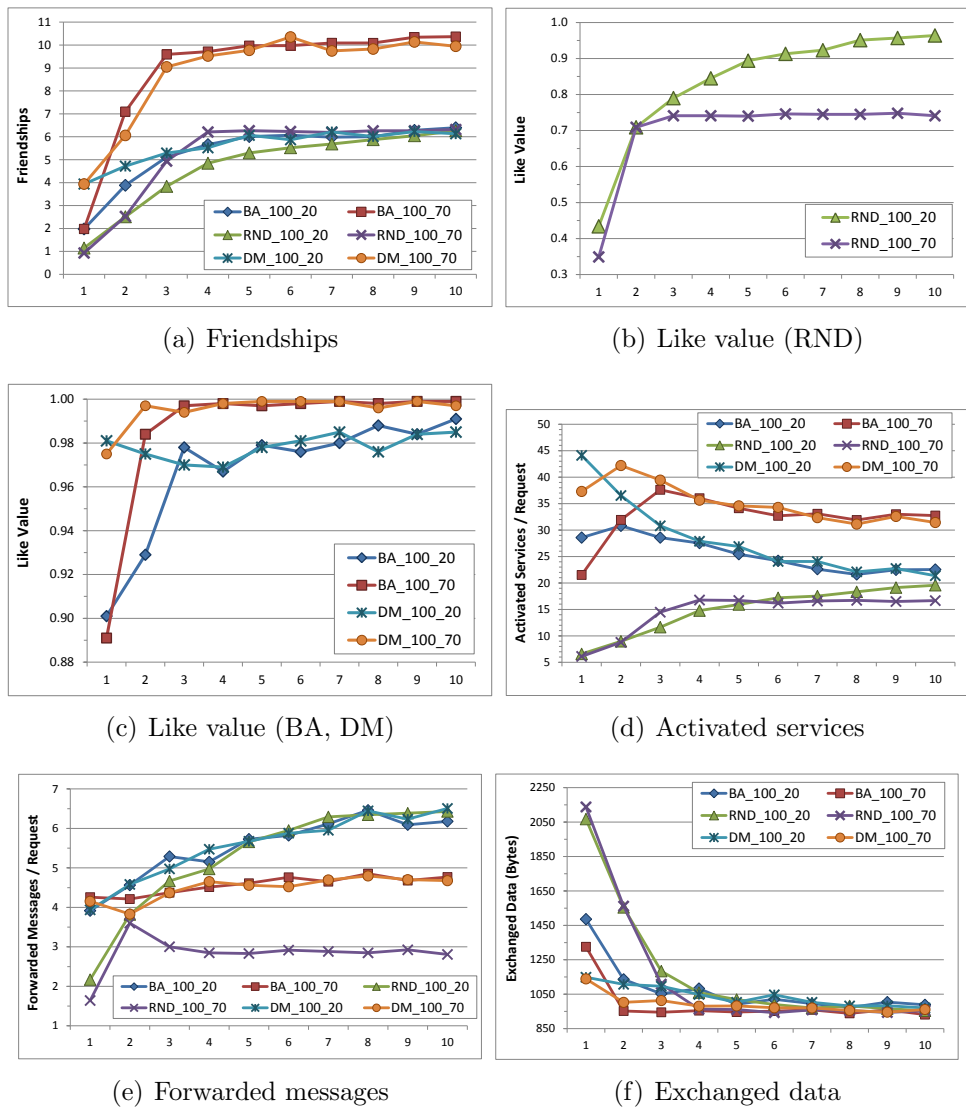 11
10
9
8
7
6
5
4
3
2
1
0
Friendships
BA_100_20 BA_100_70
RND_100_20 RND_100_70
DM_100_20 DM_100_70
1 2 3 4 5 6 7 8 9 10
(a) Friendships
1.0
0.9
0.8
0.7
0.6
0.5
0.4
0.3
Like Value
RND_100_20
RND_100_70
1 2 3 4 5 6 7 8 9 10
(b) Like value (RND)
1.00
0.98
0.96
0.94
0.92
0.90
0.88
Like Value
BA_100_20
BA_100_70
DM_100_20
DM_100_70
1 2 3 4 5 6 7 8 9 10
(c) Like value (BA, DM)
50
45
40
35
30
25
20
15
10
5
Activated Services / Request
BA_100_20 BA_100_70
RND_100_20 RND_100_70
DM_100_20 DM_100_70
1 2 3 4 5 6 7 8 9 10
(d) Activated services
7
6
5
4
3
2
1
Forwarded Messages / Request
BA_100_20 BA_100_70 RND_100_20
RND_100_70 DM_100_20 DM_100_70
1 2 3 4 5 6 7 8 9 10
(e) Forwarded messages
2250
2050
1850
1650
1450
1250
1050
850
Exchanged Data (Bytes)
BA_100_20 BA_100_70
RND_100_20 RND_100_70
DM_100_20 DM_100_70
1 2 3 4 5 6 7 8 9 10
(f) Exchanged data